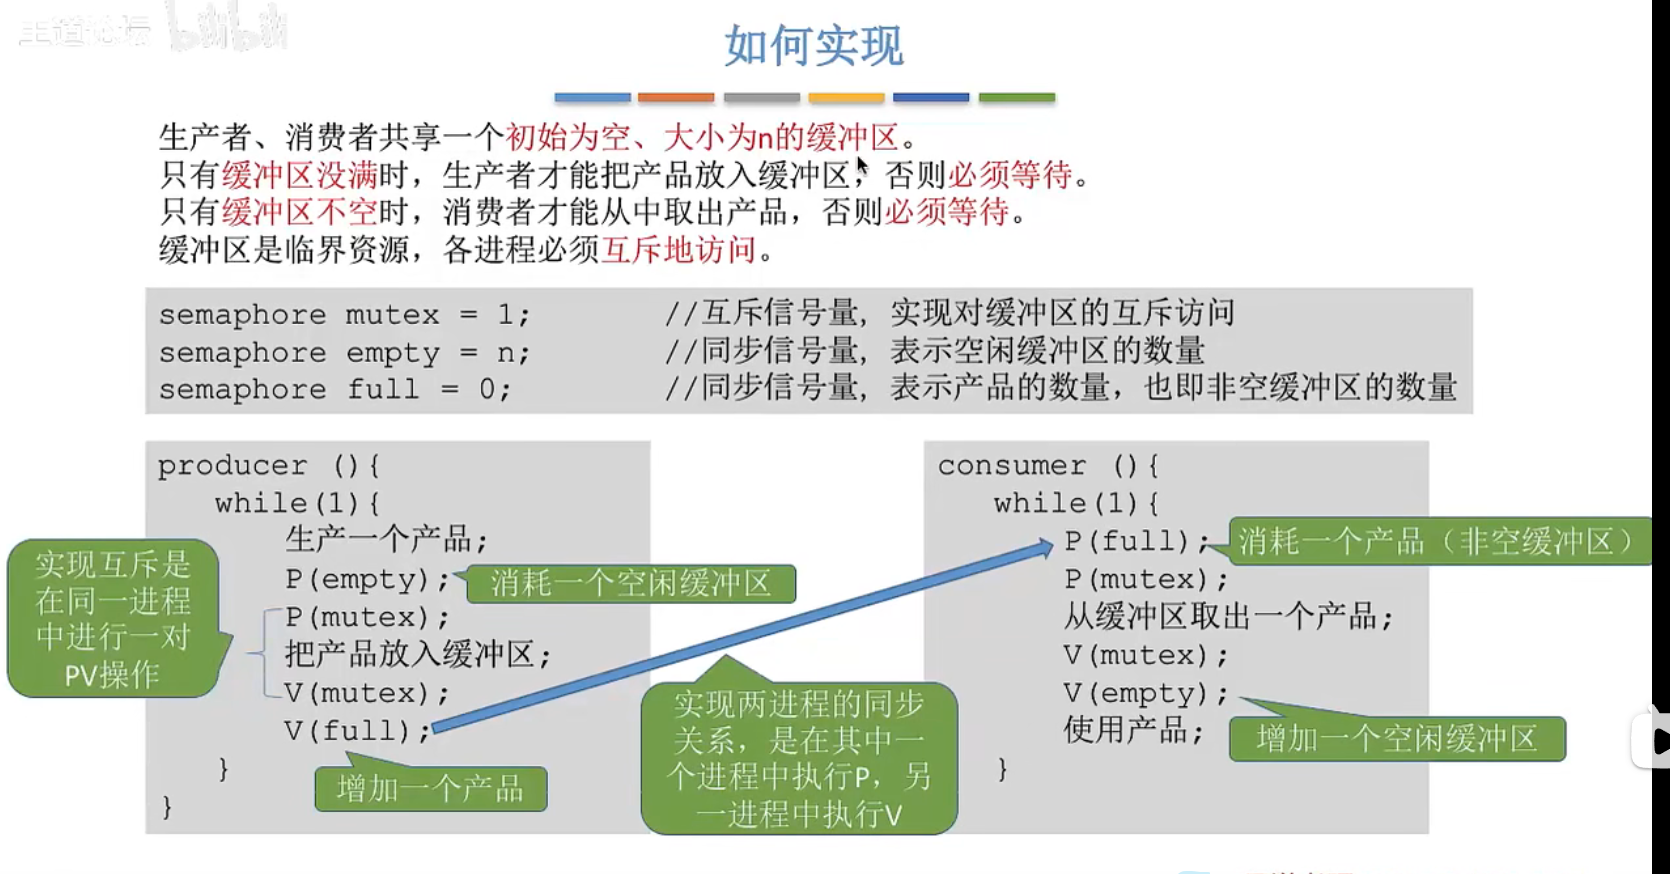 王道论坛 bilibili
如何实现
生产者、消费者共享一个初始为空、大小为n的缓冲区。
只有缓冲区没满时，生产者才能把产品放入缓冲区，否则必须等待。
只有缓冲区不空时，消费者才能从中取出产品，否则必须等待。
缓冲区是临界资源，各进程必须互斥地访问。
semaphore mutex = 1; //互斥信号量，实现对缓冲区的互斥访问
semaphore empty = n; //同步信号量，表示空闲缓冲区的数量
semaphore full = 0; //同步信号量，表示产品的数量，也即非空缓冲区的数量
producer (){
while(1){
生产一个产品;
P(empty);
P(mutex);
把产品放入缓冲区;
V(mutex);
V(full);
}
}
实现互斥是
在同一进程
中进行一对
PV操作
消耗一个空闲缓冲区
增加一个产品
实现两进程的同步
关系，是在其中一
个进程中执行P，另
一进程中执行V
consumer (){
while(1){
P(full);
P(mutex);
从缓冲区取出一个产品;
V(mutex);
V(empty);
使用产品;
}
消耗一个产品（非空缓冲区）
增加一个空闲缓冲区